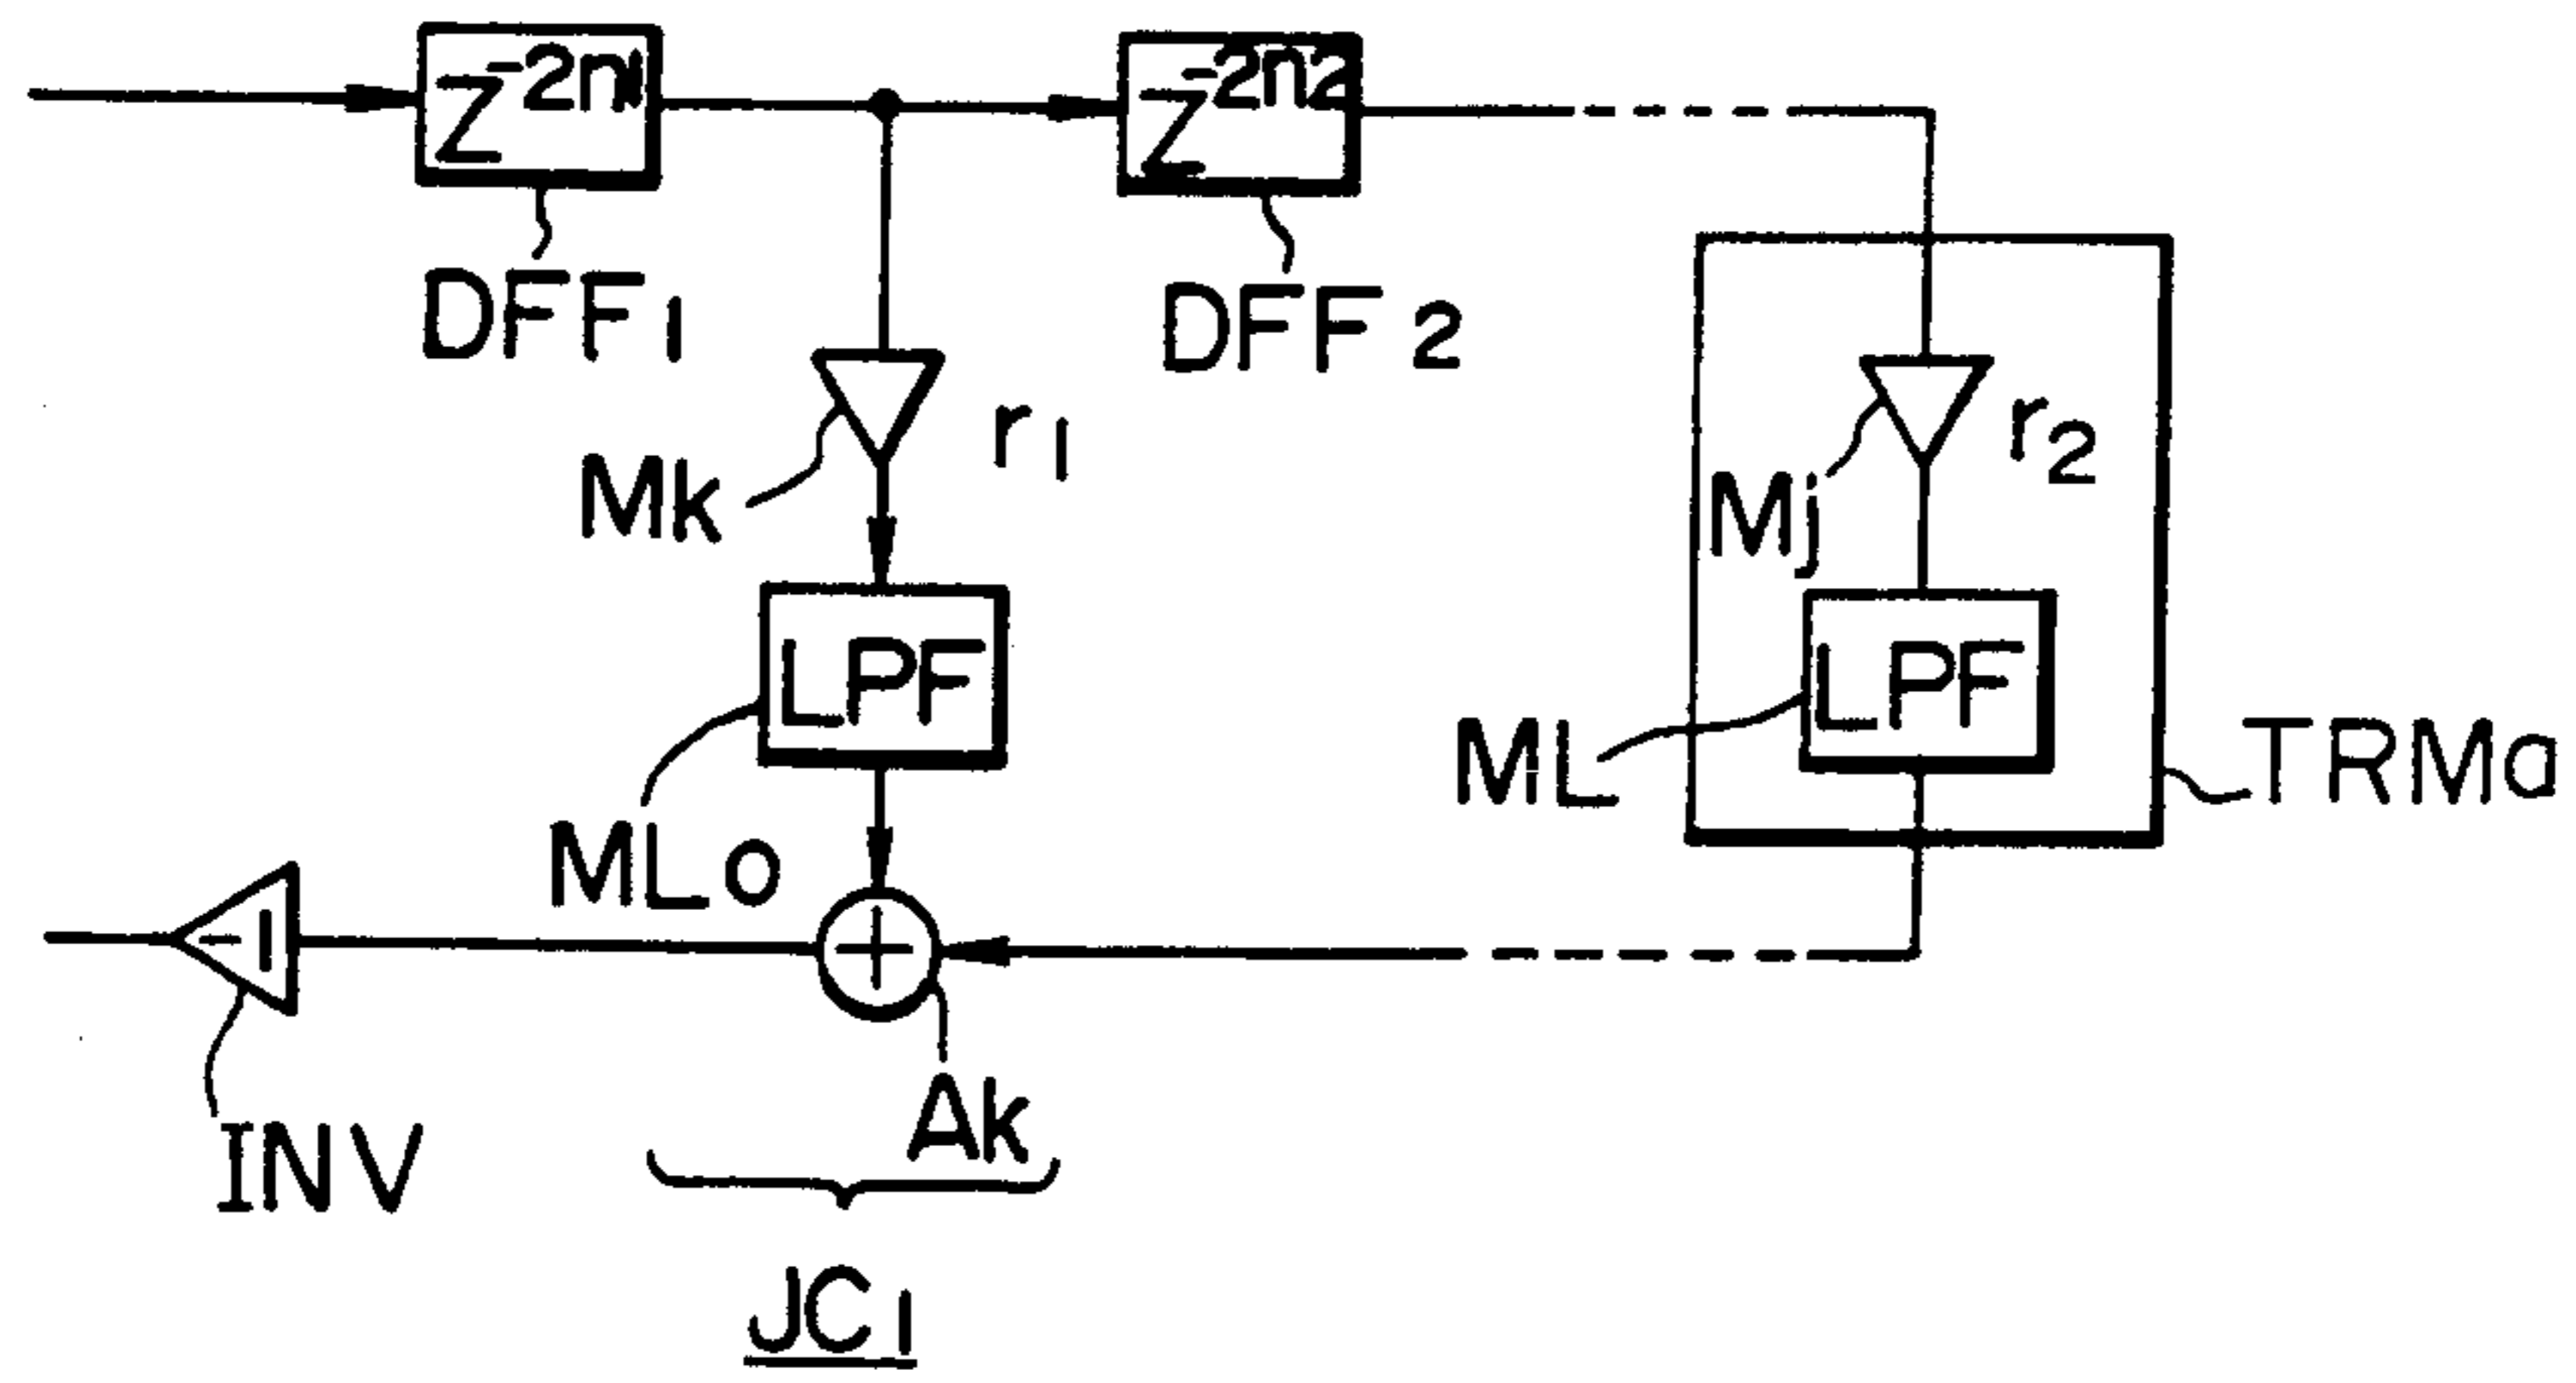 Z-2n1
Z-2n2
DFF1
DFF2
Mk
r1
Mj
r2
LPF
LPF
MLo
ML
TRMa
-1
+
INV
Ak
JC1